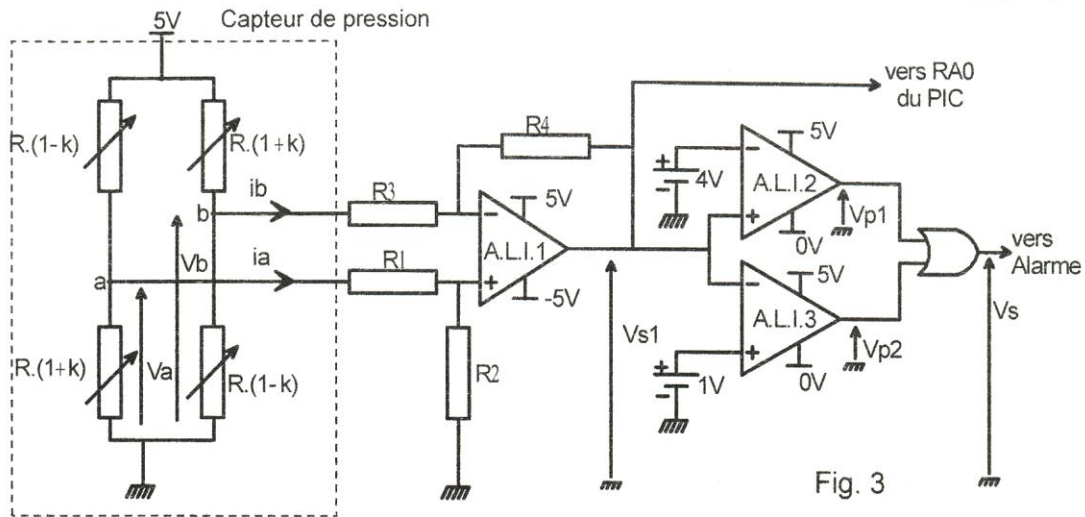 5V
Capteur de pression
R.(1-k)
R.(1+k)
R.(1+k)
R.(1-k)
a
b
Va
Vb
ib
ia
R3
R1
R4
R2
A.L.I.1
5V
-5V
Vs1
vers RA0
du PIC
4V
A.L.I.2
5V
0V
Vp1
1V
A.L.I.3
5V
0V
Vp2
vers
Alarme
Vs
Fig. 3